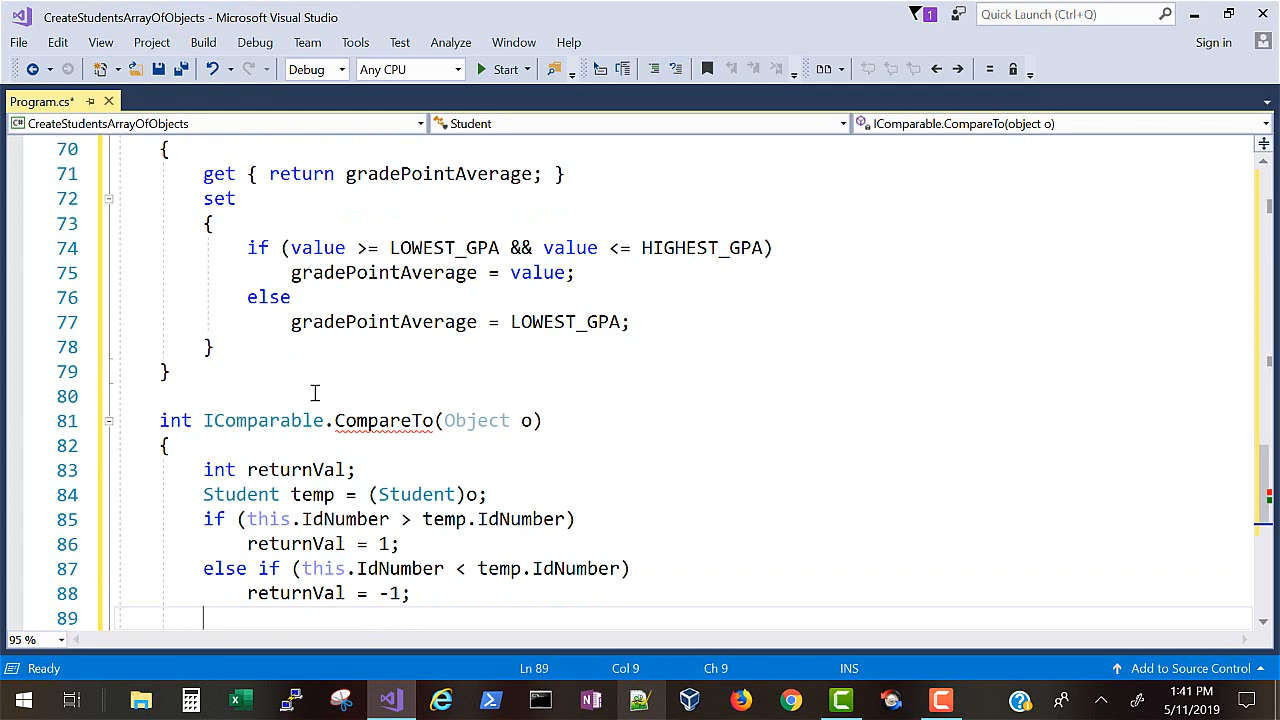 CreateStudentsArrayOfObjects - Microsoft Visual Studio
1
Quick Launch (Ctrl+Q)
File Edit View Project Build Debug Team Tools Test Analyze Window Help
Sign in
Debug Any CPU Start
Program.cs*
CreateStudentsArrayOfObjects Student IComparable.CompareTo(object o)
70 {
71 get { return gradePointAverage; }
72 set
73 {
74 if (value >= LOWEST_GPA && value <= HIGHEST_GPA)
75 gradePointAverage = value;
76 else
77 gradePointAverage = LOWEST_GPA;
78 }
79 }
80
81 int IComparable.CompareTo(Object o)
82 {
83 int returnVal;
84 Student temp = (Student)o;
85 if (this.IdNumber > temp.IdNumber)
86 returnVal = 1;
87 else if (this.IdNumber < temp.IdNumber)
88 returnVal = -1;
89
95 %
Ready Ln 89 Col 9 Ch 9 INS Add to Source Control
1:41 PM
5/11/2019